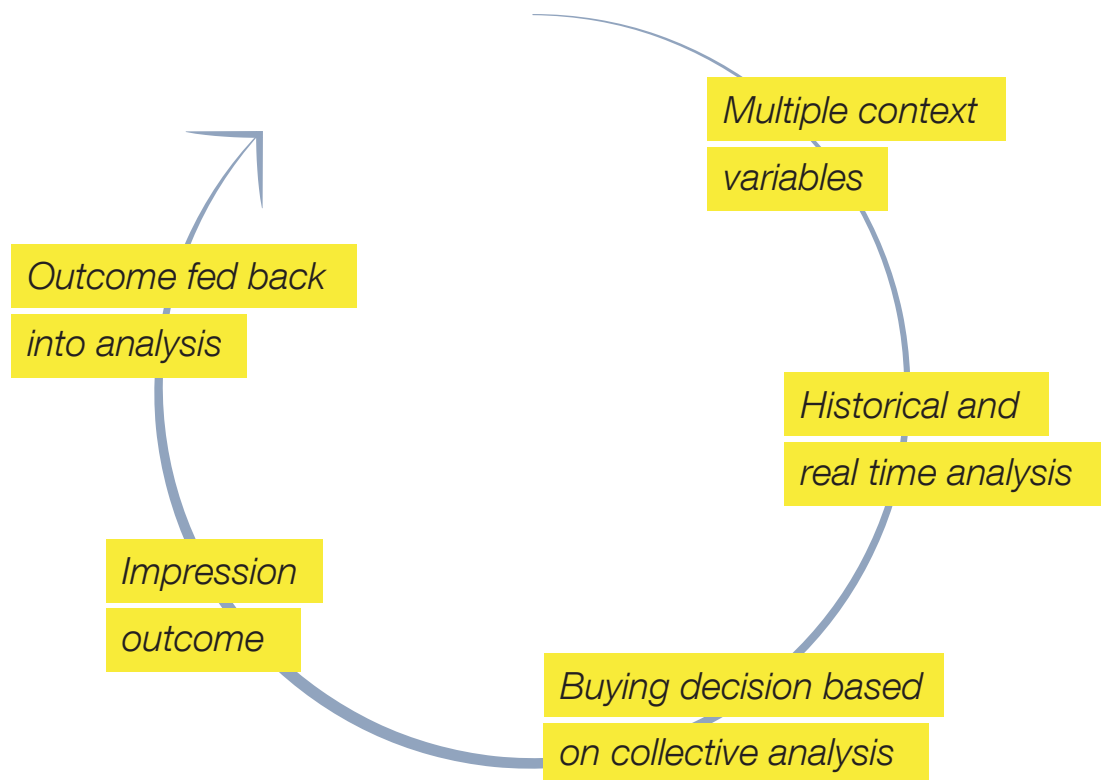 Multiple context
variables
Historical and
real time analysis
Buying decision based
on collective analysis
Impression
outcome
Outcome fed back
into analysis